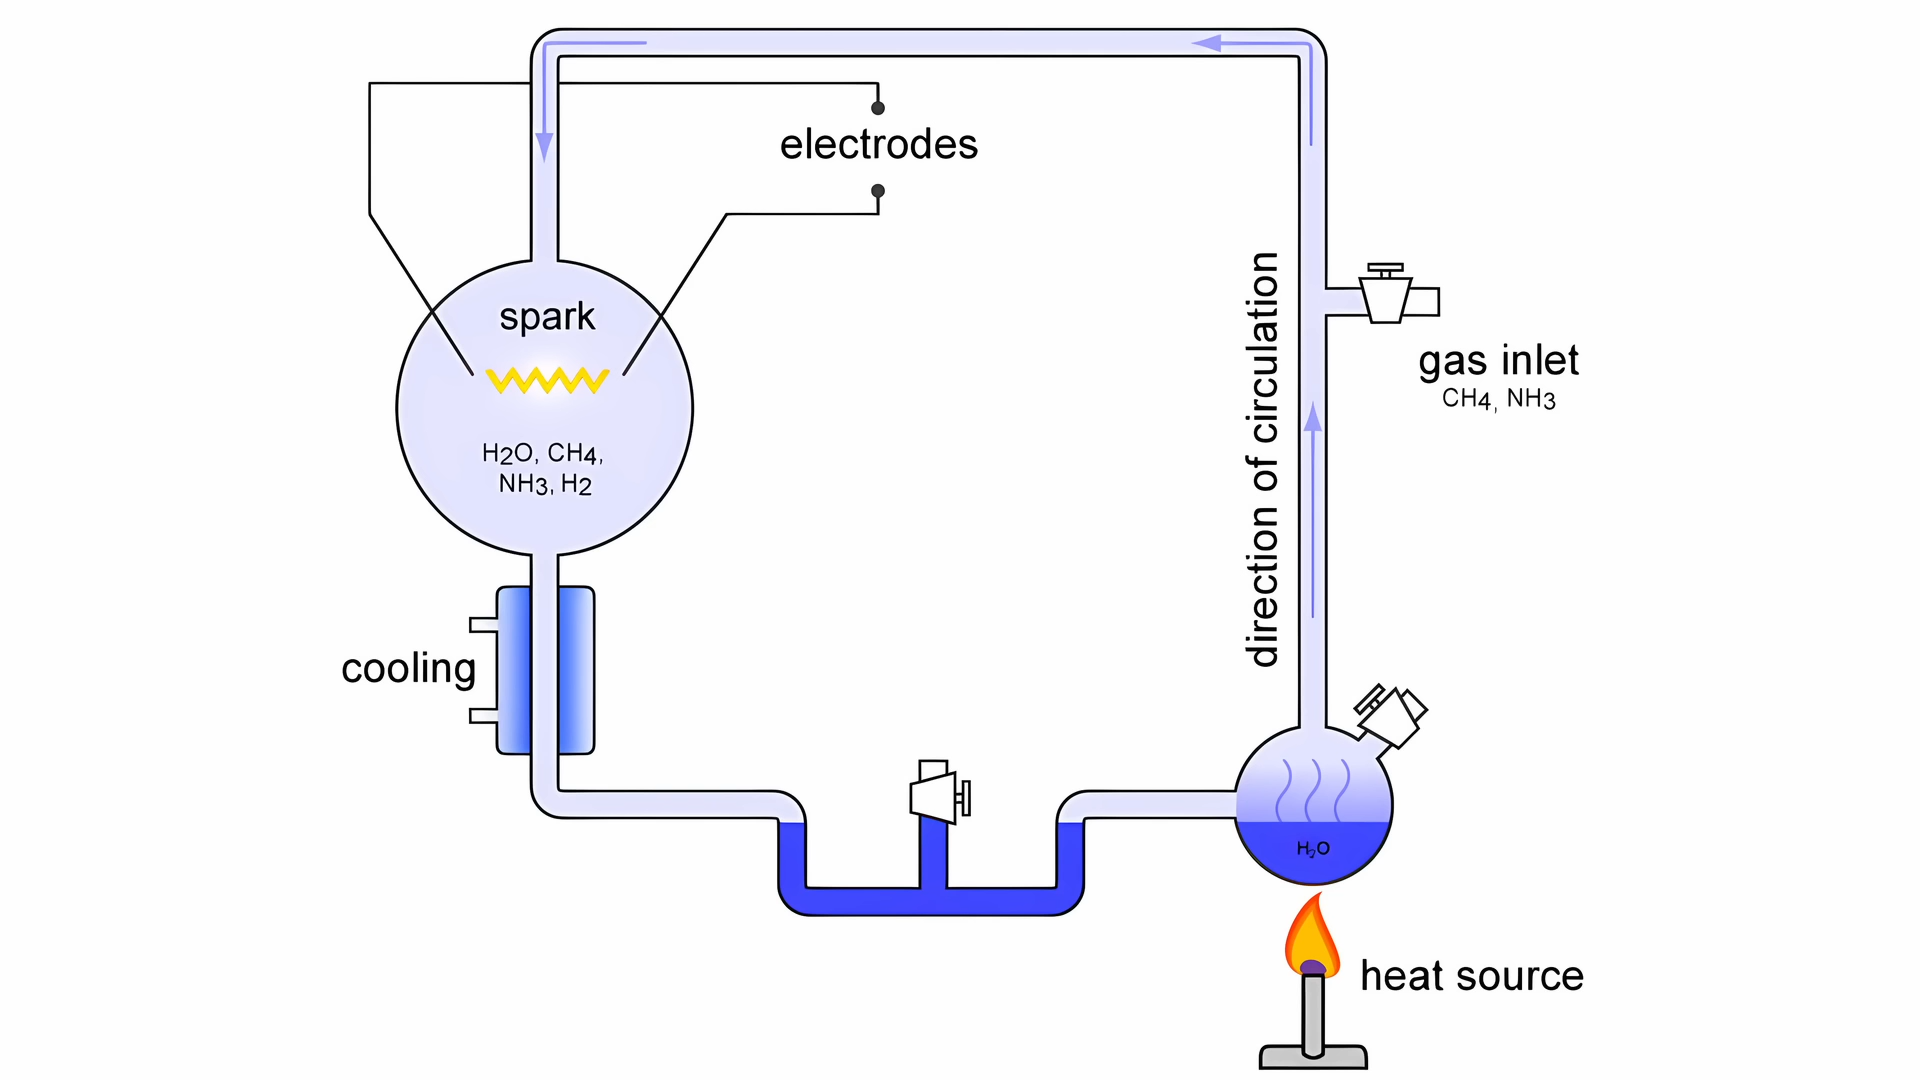 electrodes
spark
H2O, CH4,
NH3, H2
direction of circulation
gas inlet
CH4, NH3
cooling
H2O
heat source